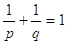 1/p + 1/q = 1